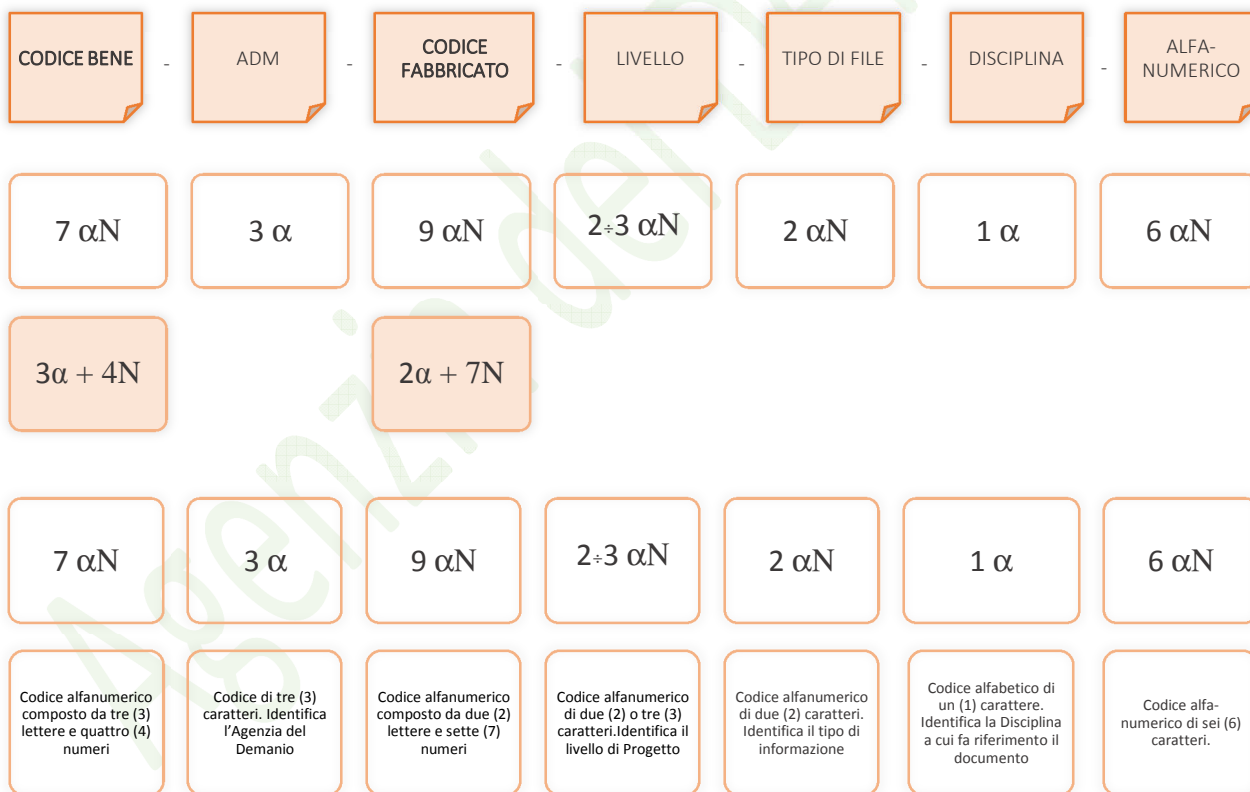 CODICE BENE - ADM - CODICE FABBRICATO - LIVELLO - TIPO DI FILE - DISCIPLINA - ALFA-NUMERICO
7 αN
3 α
9 αN
2÷3 αN
2 αN
1 α
6 αN
3α + 4N
2α + 7N
7 αN
3 α
9 αN
2÷3 αN
2 αN
1 α
6 αN
Codice alfanumerico
composto da tre (3)
lettere e quattro (4)
numeri
Codice di tre (3)
caratteri. Identifica
l'Agenzia del
Demanio
Codice alfanumerico
composto da due (2)
lettere e sette (7)
numeri
Codice alfanumerico
di due (2) o tre (3)
caratteri.Identifica il
livello di Progetto
Codice alfanumerico
di due (2) caratteri.
Identifica il tipo di
informazione
Codice alfabetico di
un (1) carattere.
Identifica la Disciplina
a cui fa riferimento il
documento
Codice alfa-
numerico di sei (6)
caratteri.
Agenzia del